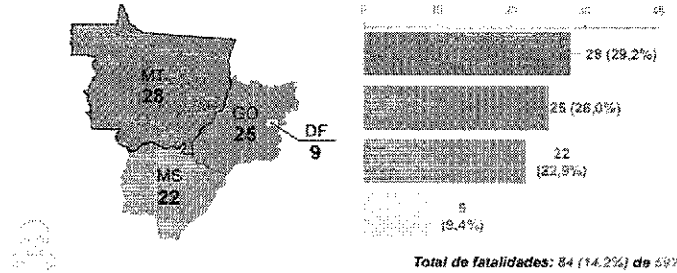 MT
28
GO
25
DF
9
MS
22
28 (29,2%)
25 (26,0%)
22
(22,9%)
9
(9,4%)
Total de fatalidades: 84 (14,2%) de